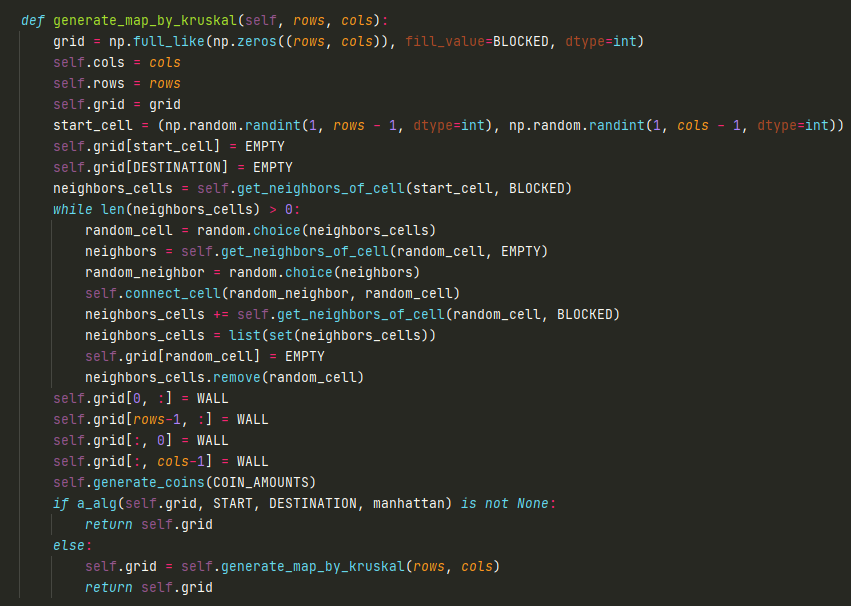 def generate_map_by_kruskal(self, rows, cols):
    grid = np.full_like(np.zeros((rows, cols)), fill_value=BLOCKED, dtype=int)
    self.cols = cols
    self.rows = rows
    self.grid = grid
    start_cell = (np.random.randint(1, rows - 1, dtype=int), np.random.randint(1, cols - 1, dtype=int))
    self.grid[start_cell] = EMPTY
    self.grid[DESTINATION] = EMPTY
    neighbors_cells = self.get_neighbors_of_cell(start_cell, BLOCKED)
    while len(neighbors_cells) > 0:
        random_cell = random.choice(neighbors_cells)
        neighbors = self.get_neighbors_of_cell(random_cell, EMPTY)
        random_neighbor = random.choice(neighbors)
        self.connect_cell(random_neighbor, random_cell)
        neighbors_cells += self.get_neighbors_of_cell(random_cell, BLOCKED)
        neighbors_cells = list(set(neighbors_cells))
        self.grid[random_cell] = EMPTY
        neighbors_cells.remove(random_cell)
    self.grid[0, :] = WALL
    self.grid[rows-1, :] = WALL
    self.grid[:, 0] = WALL
    self.grid[:, cols-1] = WALL
    self.generate_coins(COIN_AMOUNTS)
    if a_alg(self.grid, START, DESTINATION, manhattan) is not None:
        return self.grid
    else:
        self.grid = self.generate_map_by_kruskal(rows, cols)
        return self.grid